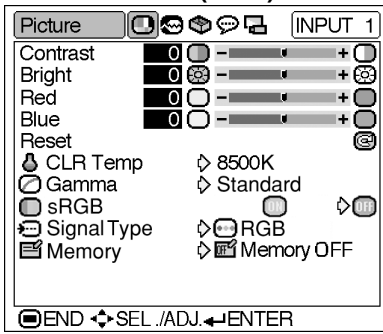 Picture INPUT 1
Contrast 0 - +
Bright 0 - +
Red 0 - +
Blue 0 - +
Reset
CLR Temp 8500K
Gamma Standard
sRGB
Signal Type RGB
Memory OFF Memory OFF
END SEL./ADJ. ENTER